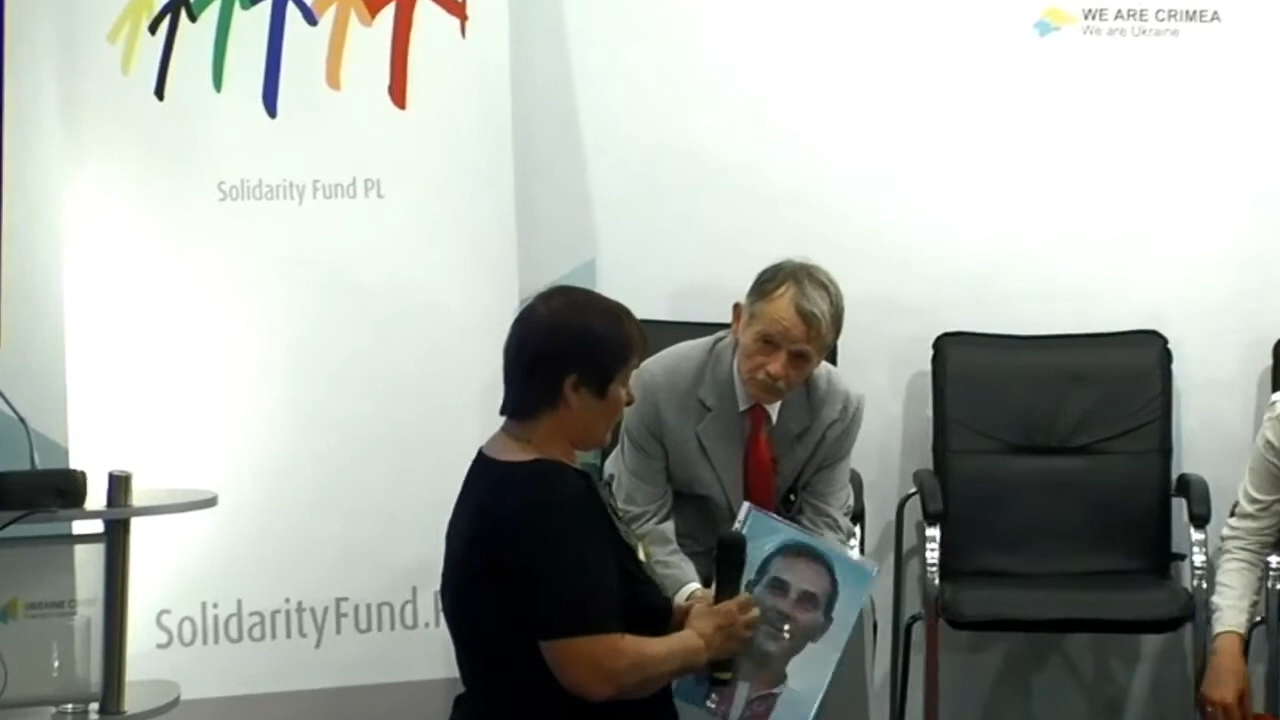 WE ARE CRIMEA
We are Ukraine
Solidarity Fund PL
SolidarityFund.